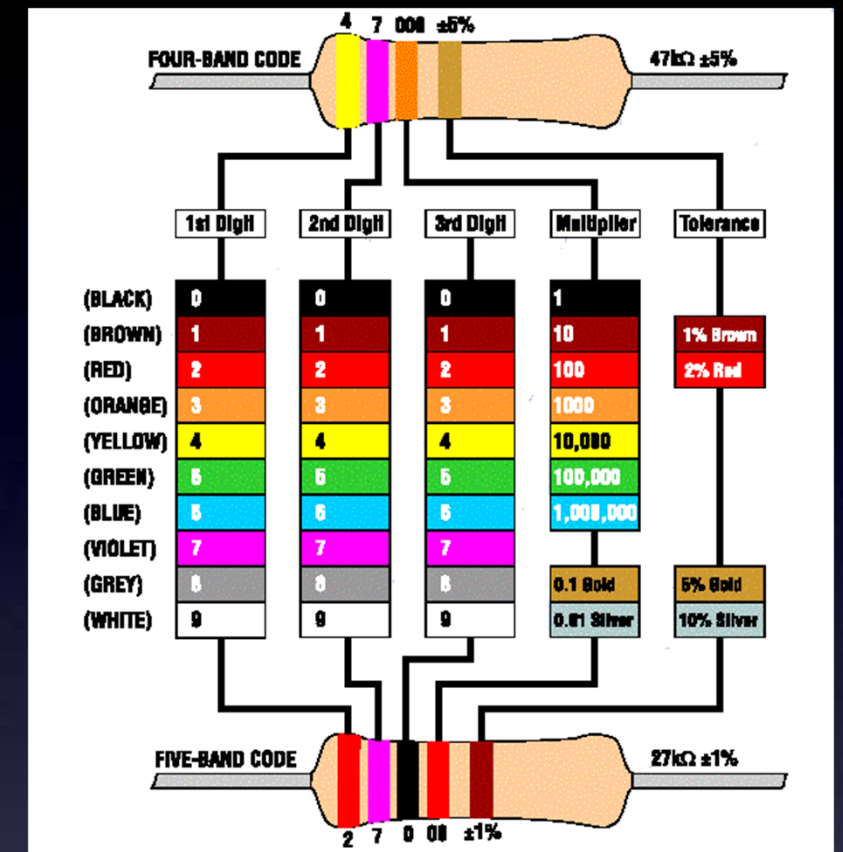 4 7 000 ±5%
FOUR-BAND CODE 47kΩ ±5%
1st Digit 2nd Digit 3rd Digit Multiplier Tolerance
(BLACK) 0 0 0 1
(BROWN) 1 1 1 10 1% Brown
(RED) 2 2 2 100 2% Red
(ORANGE) 3 3 3 1000
(YELLOW) 4 4 4 10,000
(GREEN) 5 5 5 100,000
(BLUE) 6 6 6 1,000,000
(VIOLET) 7 7 7
(GREY) 8 8 8 0.1 Gold 5% Gold
(WHITE) 9 9 9 0.01 Silver 10% Silver
FIVE-BAND CODE 27kΩ ±1%
2 7 0 00 ±1%